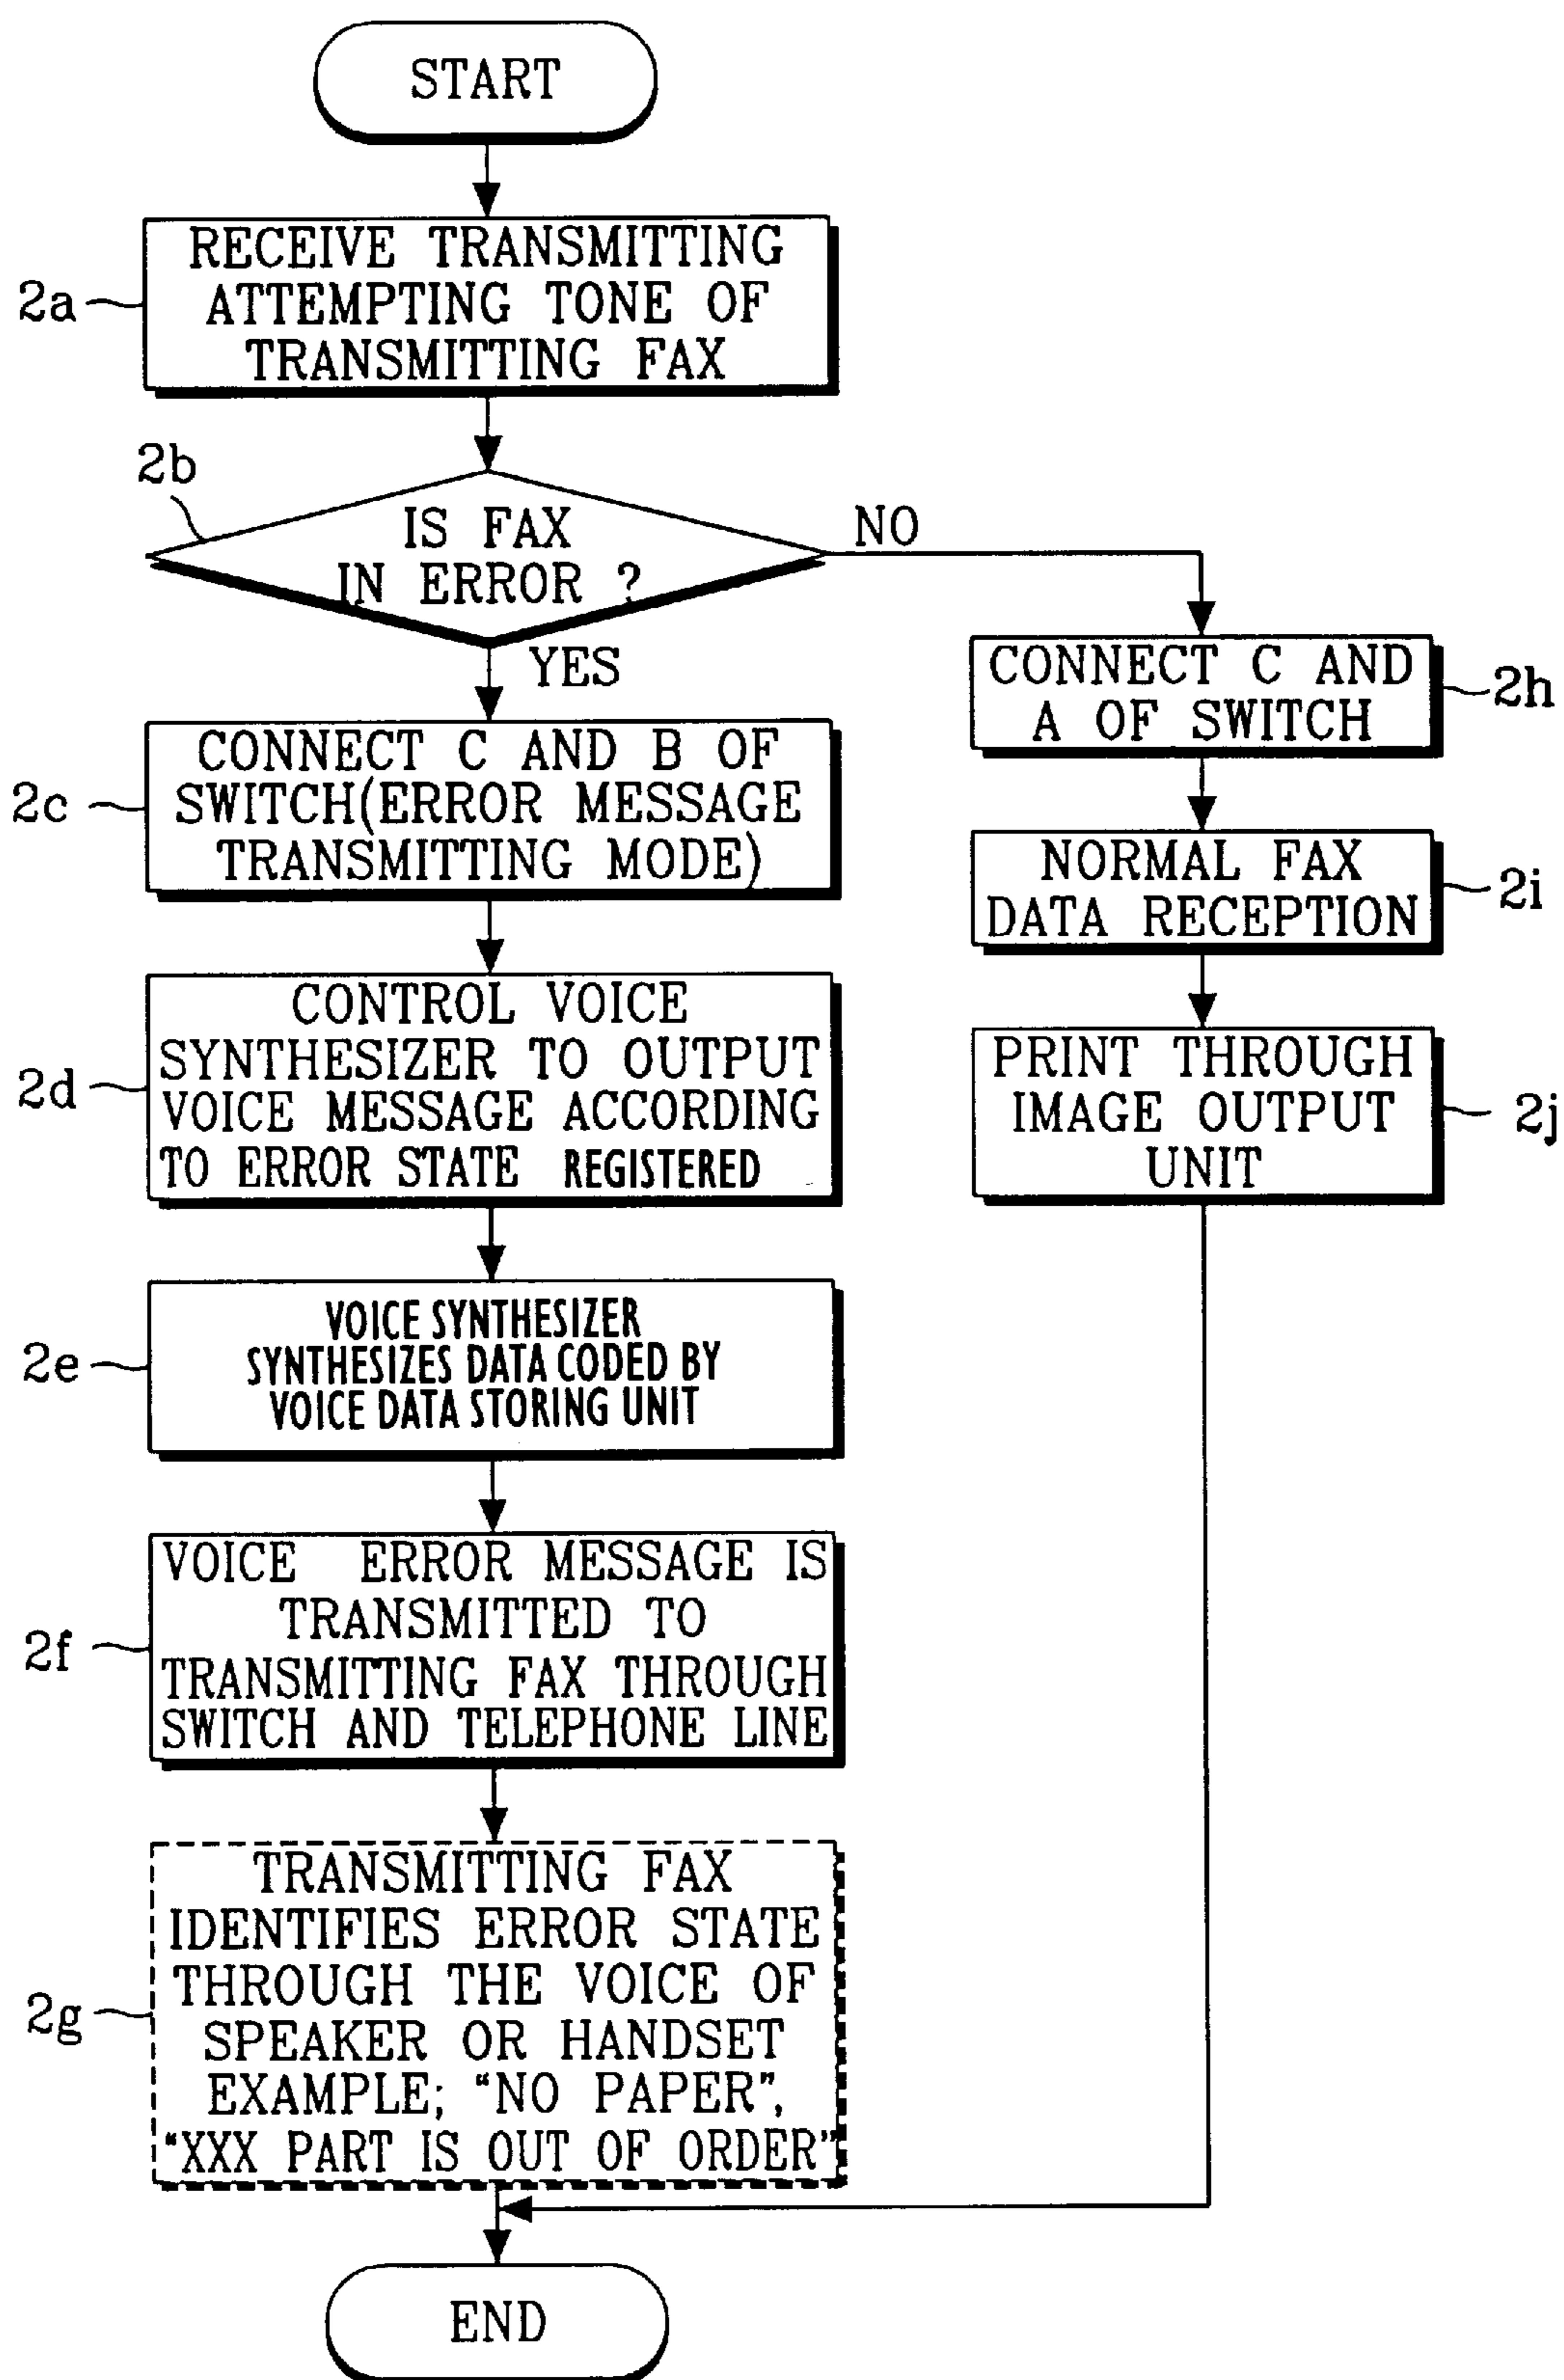 START
2a
RECEIVE TRANSMITTING
ATTEMPTING TONE OF
TRANSMITTING FAX
2b
IS FAX
IN ERROR ?
NO
YES
2c
CONNECT C AND B OF
SWITCH(ERROR MESSAGE
TRANSMITTING MODE)
2d
CONTROL VOICE
SYNTHESIZER TO OUTPUT
VOICE MESSAGE ACCORDING
TO ERROR STATE REGISTERED
2e
VOICE SYNTHESIZER
SYNTHESIZES DATA CODED BY
VOICE DATA STORING UNIT
2f
VOICE ERROR MESSAGE IS
TRANSMITTED TO
TRANSMITTING FAX THROUGH
SWITCH AND TELEPHONE LINE
2g
TRANSMITTING FAX
IDENTIFIES ERROR STATE
THROUGH THE VOICE OF
SPEAKER OR HANDSET
EXAMPLE; “NO PAPER”,
“XXX PART IS OUT OF ORDER”
CONNECT C AND
A OF SWITCH
2h
NORMAL FAX
DATA RECEPTION
2i
PRINT THROUGH
IMAGE OUTPUT
UNIT
2j
END